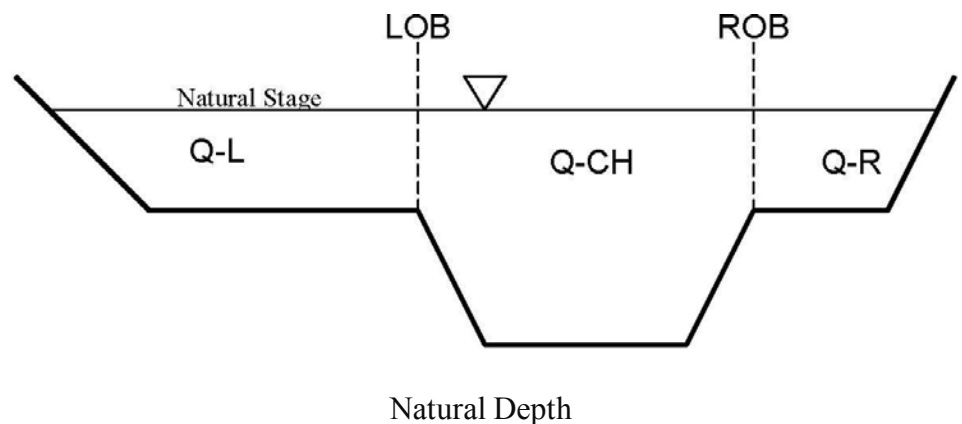 LOB ROB
Natural Stage
Q-L Q-CH Q-R
Natural Depth